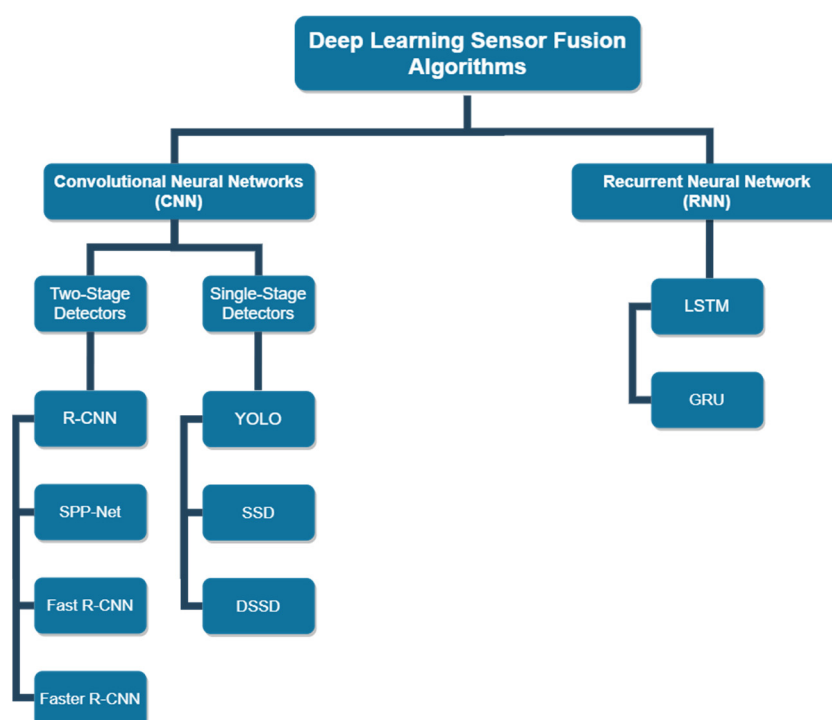 Deep Learning Sensor Fusion
Algorithms
Convolutional Neural Networks
(CNN)
Recurrent Neural Network
(RNN)
Two-Stage
Detectors
Single-Stage
Detectors
LSTM
GRU
R-CNN
YOLO
SPP-Net
SSD
Fast R-CNN
DSSD
Faster R-CNN